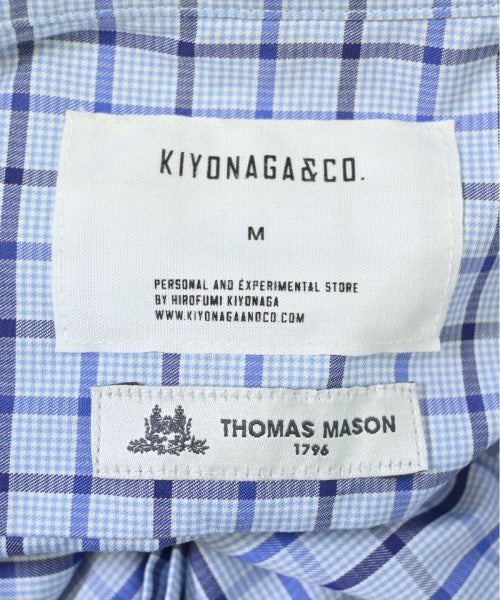 KIYONAGA&CO.
M
PERSONAL AND EXPERIMENTAL STORE
BY HIROFUMI KIYONAGA
WWW.KIYONAGAANDCO.COM
THOMAS MASON
1796